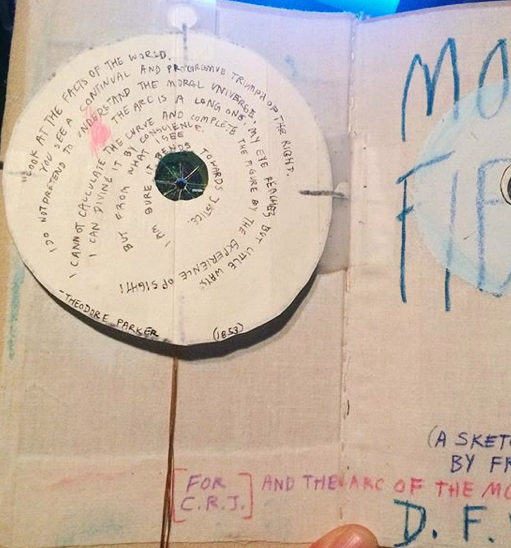 "LOOK AT THE FACTS OF THE WORLD.
YOU SEE A CONTINUAL AND PROGRESSIVE TRIUMPH OF THE RIGHT.
I DO NOT PRETEND TO UNDERSTAND THE MORAL UNIVERSE,
THE ARC IS A LONG ONE, MY EYE REACHES BUT LITTLE WAYS
I CANNOT CALCULATE THE CURVE AND COMPLETE THE FIGURE BY THE EXPERIENCE OF SIGHT;
I CAN DIVINE IT BY CONSCIENCE.
BUT FROM WHAT I SEE
I AM SURE IT BENDS TOWARDS JUSTICE.
-THEODORE PARKER (1853)
MO
FIE
(A SKET
BY FR
[FOR C.R.J.] AND THE ARC OF THE MO
D. F.